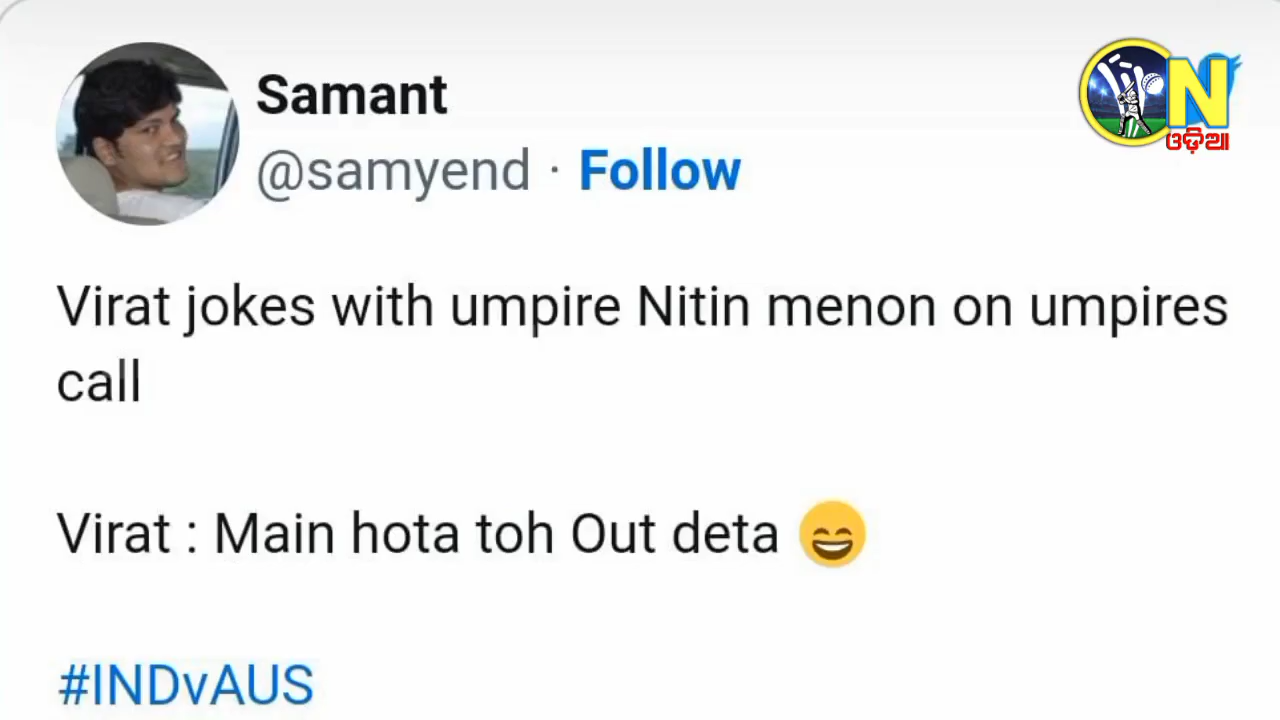 Samant
@samyend · Follow
N
ଓଡ଼ିଆ
Virat jokes with umpire Nitin menon on umpires
call
Virat : Main hota toh Out deta 😄
#INDvAUS